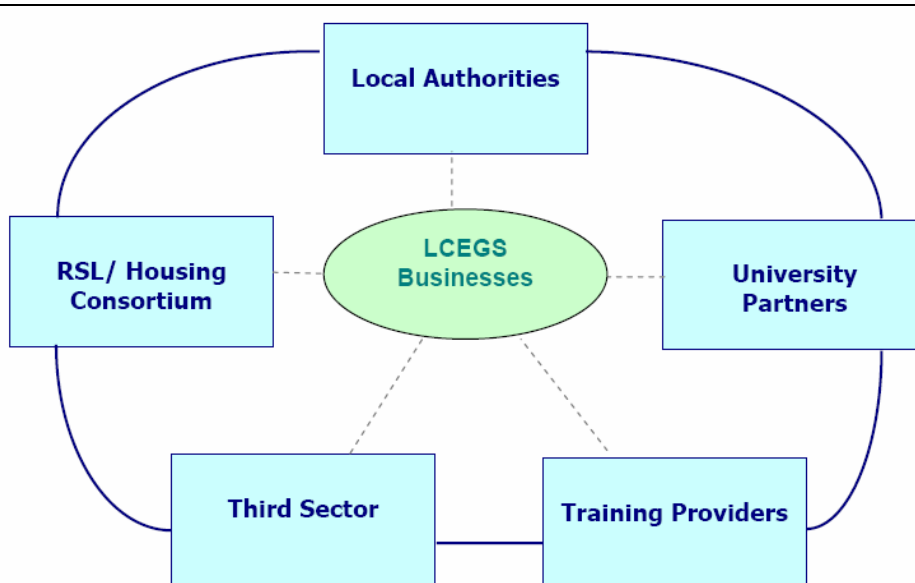 Local Authorities
LCEGS
Businesses
RSL/ Housing
Consortium
University
Partners
Third Sector
Training Providers